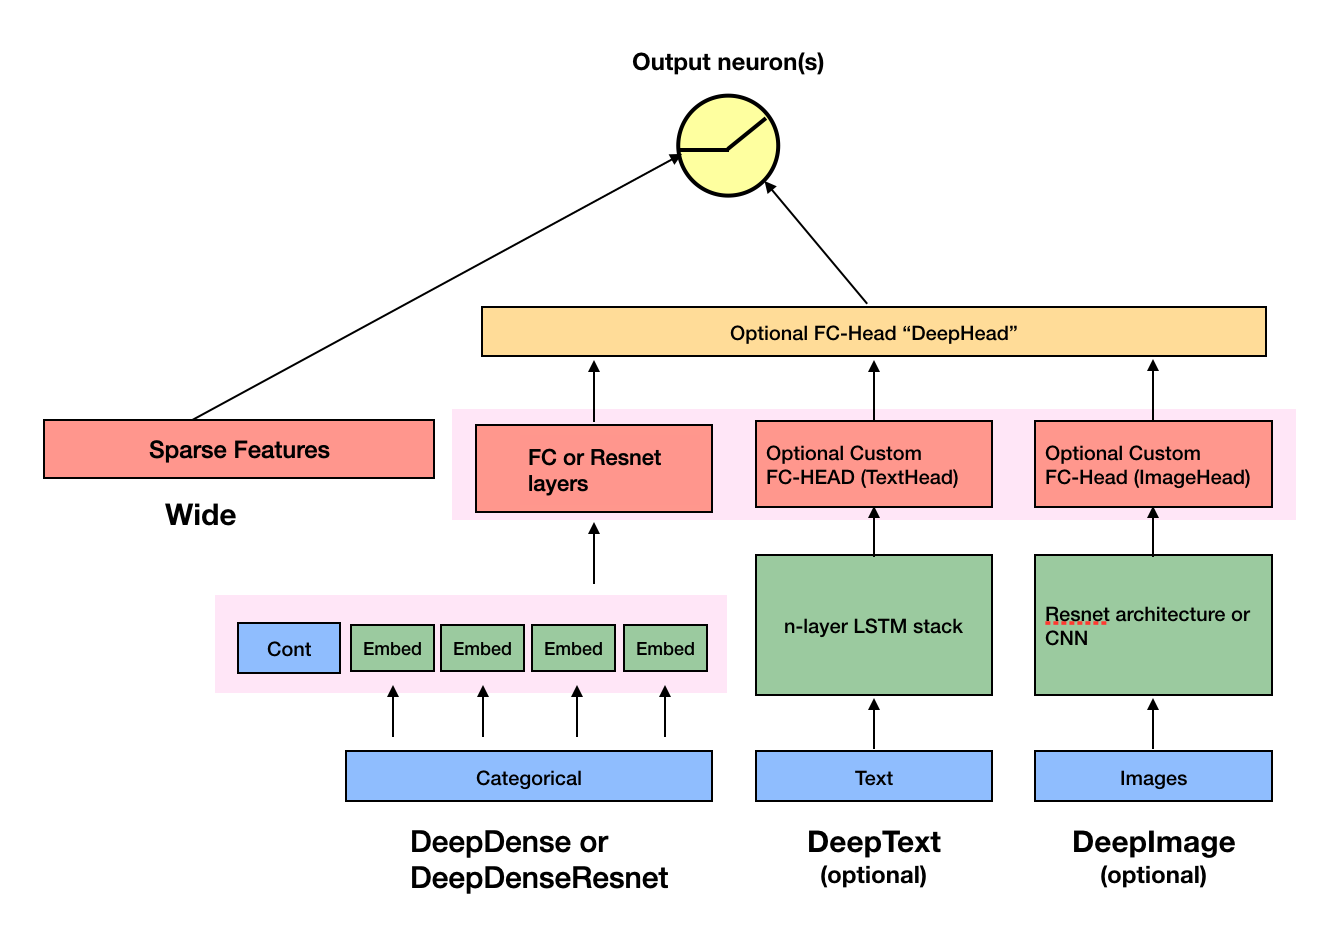 Output neuron(s)
Optional FC-Head “DeepHead”
Sparse Features
Wide
FC or Resnet
layers
Optional Custom
FC-HEAD (TextHead)
Optional Custom
FC-Head (ImageHead)
n-layer LSTM stack
Resnet architecture or
CNN
Cont
Embed
Embed
Embed
Embed
Categorical
Text
Images
DeepDense or
DeepDenseResnet
DeepText
(optional)
DeepImage
(optional)